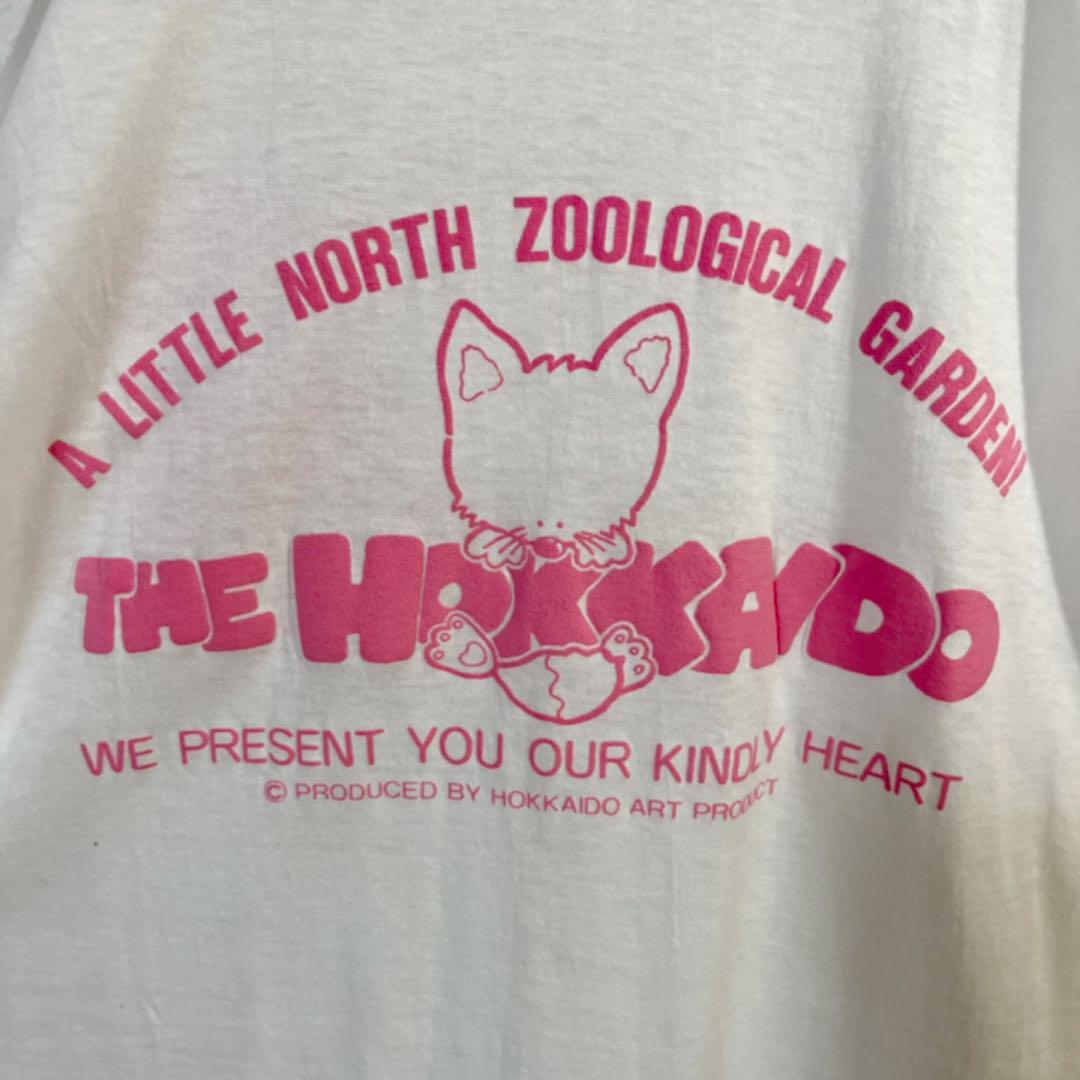 A LITTLE NORTH ZOOLOGICAL GARDEN!
THE HOKKAIDO
WE PRESENT YOU OUR KINDLY HEART
© PRODUCED BY HOKKAIDO ART PRODUCT